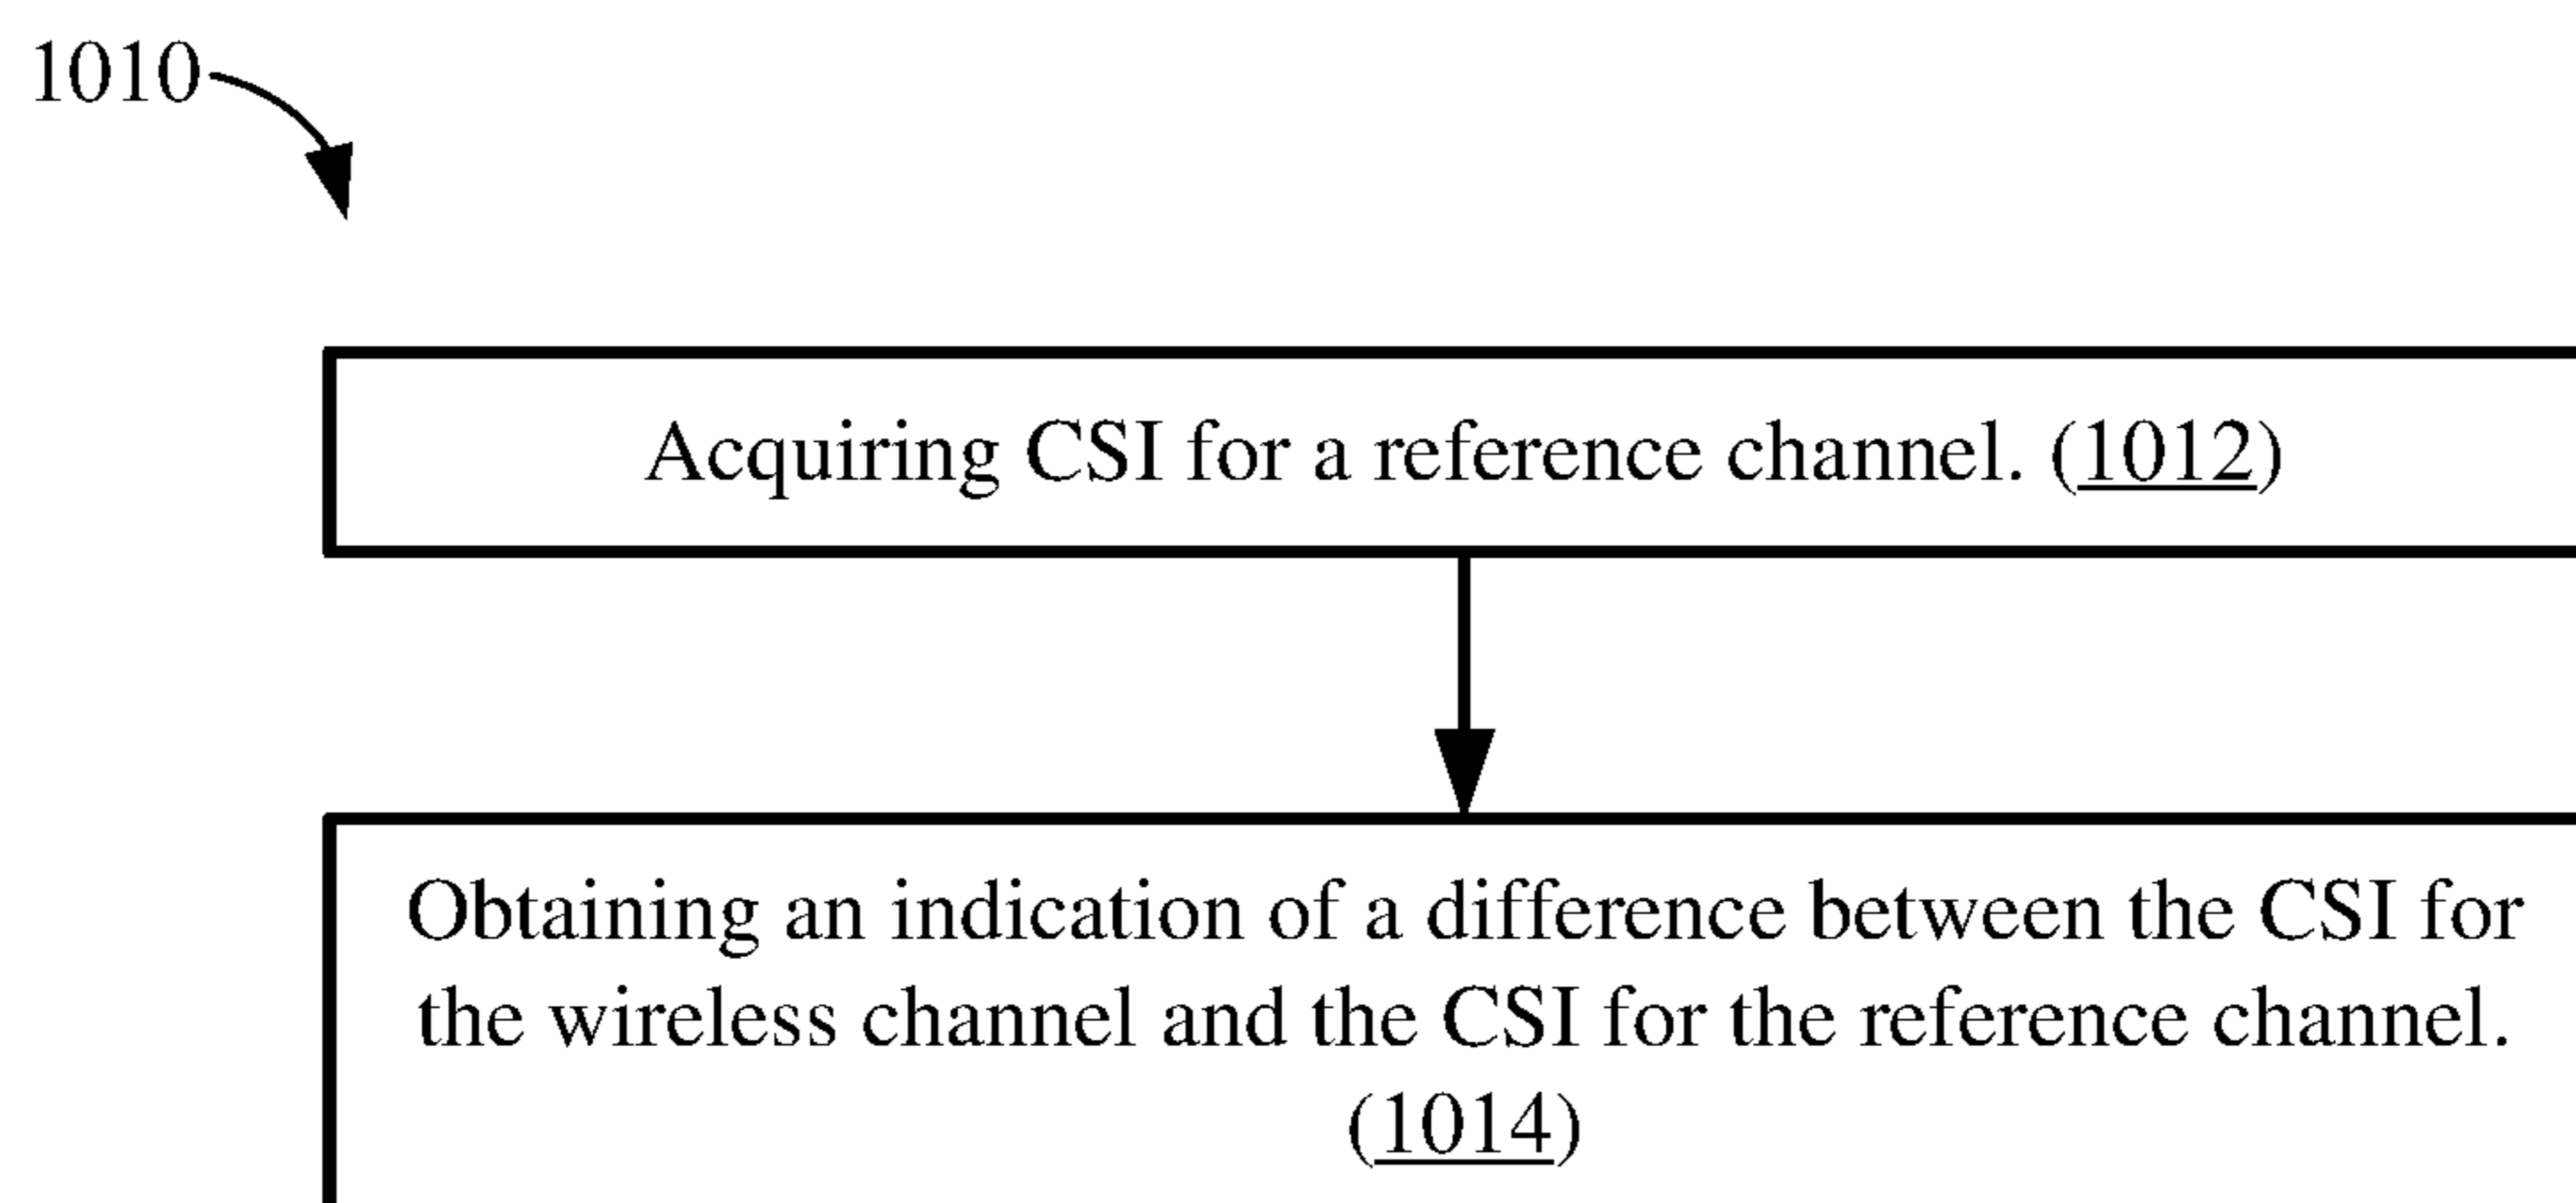 1010
Acquiring CSI for a reference channel. (1012)
Obtaining an indication of a difference between the CSI for
the wireless channel and the CSI for the reference channel.
(1014)